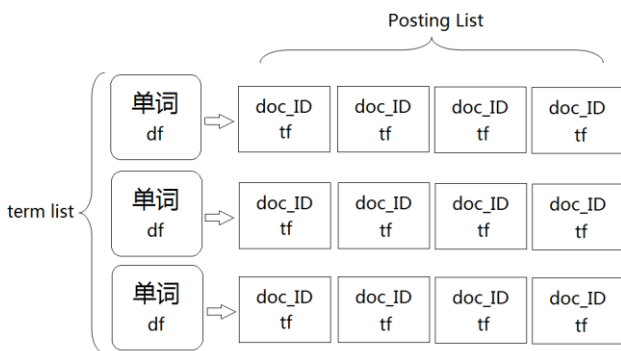 Posting List
单词
df
doc_ID
tf
doc_ID
tf
doc_ID
tf
doc_ID
tf
term list
单词
df
doc_ID
tf
doc_ID
tf
doc_ID
tf
doc_ID
tf
单词
df
doc_ID
tf
doc_ID
tf
doc_ID
tf
doc_ID
tf